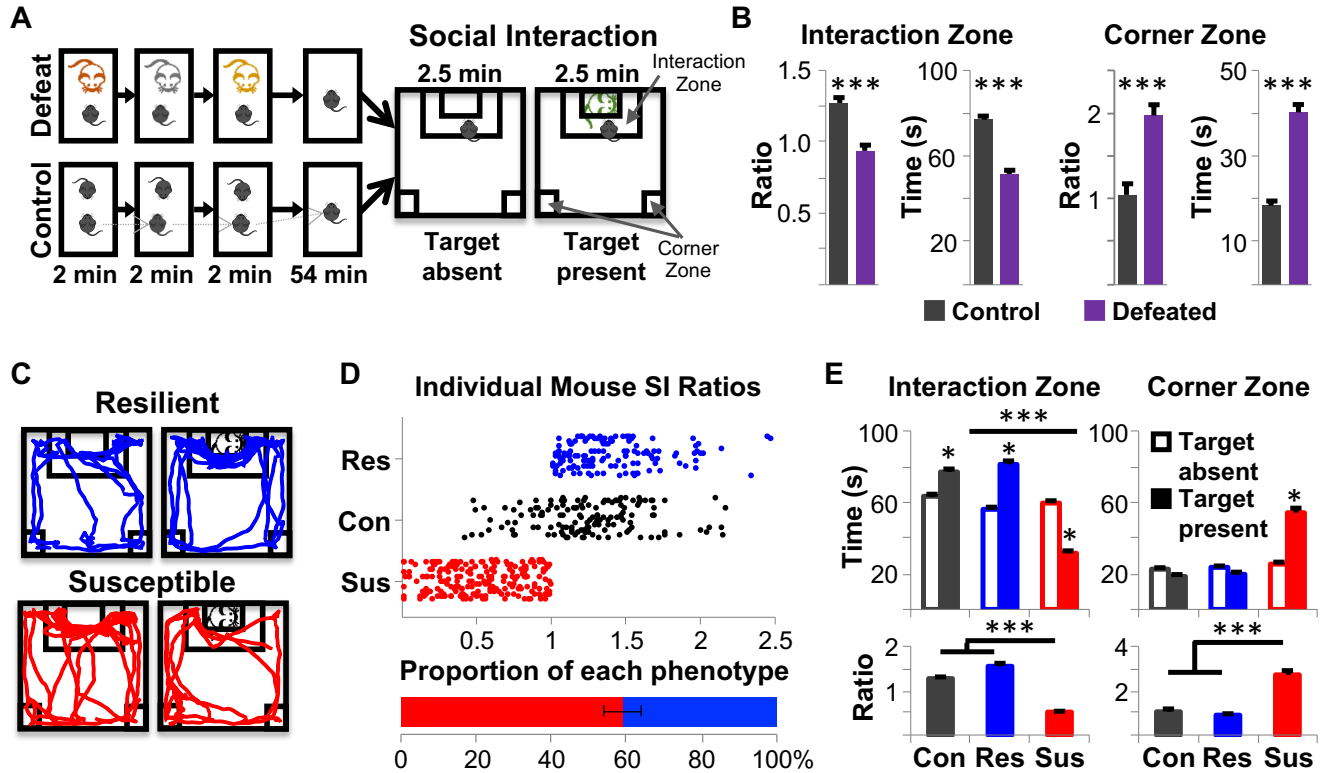 A
Social Interaction
2.5 min
2.5 min
Interaction
Zone
Defeat
Control
2 min
2 min
2 min
54 min
Target
absent
Target
present
Corner
Zone
B
Interaction Zone
Corner Zone
1.5
1.0
0.5
Ratio
***
100
60
20
Time (s)
***
2
1
Ratio
***
50
30
10
Time (s)
***
Control
Defeated
C
Resilient
Susceptible
D
Individual Mouse SI Ratios
Res
Con
Sus
0.5
1
1.5
2
2.5
Proportion of each phenotype
0
20
40
60
80
100%
E
Interaction Zone
Corner Zone
100
60
20
Time (s)
*
*
***
*
100
60
20
Target
absent
Target
present
*
2
1
Ratio
***
Con
Res
Sus
4
2
***
Con
Res
Sus